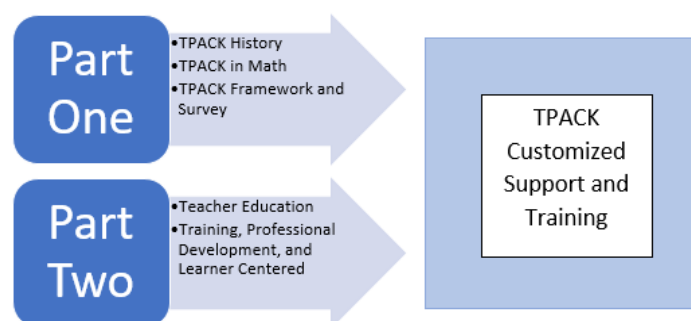 Part
One
•TPACK History
•TPACK in Math
•TPACK Framework and
Survey
Part
Two
•Teacher Education
•Training, Professional
Development, and
Learner Centered
TPACK
Customized
Support and
Training